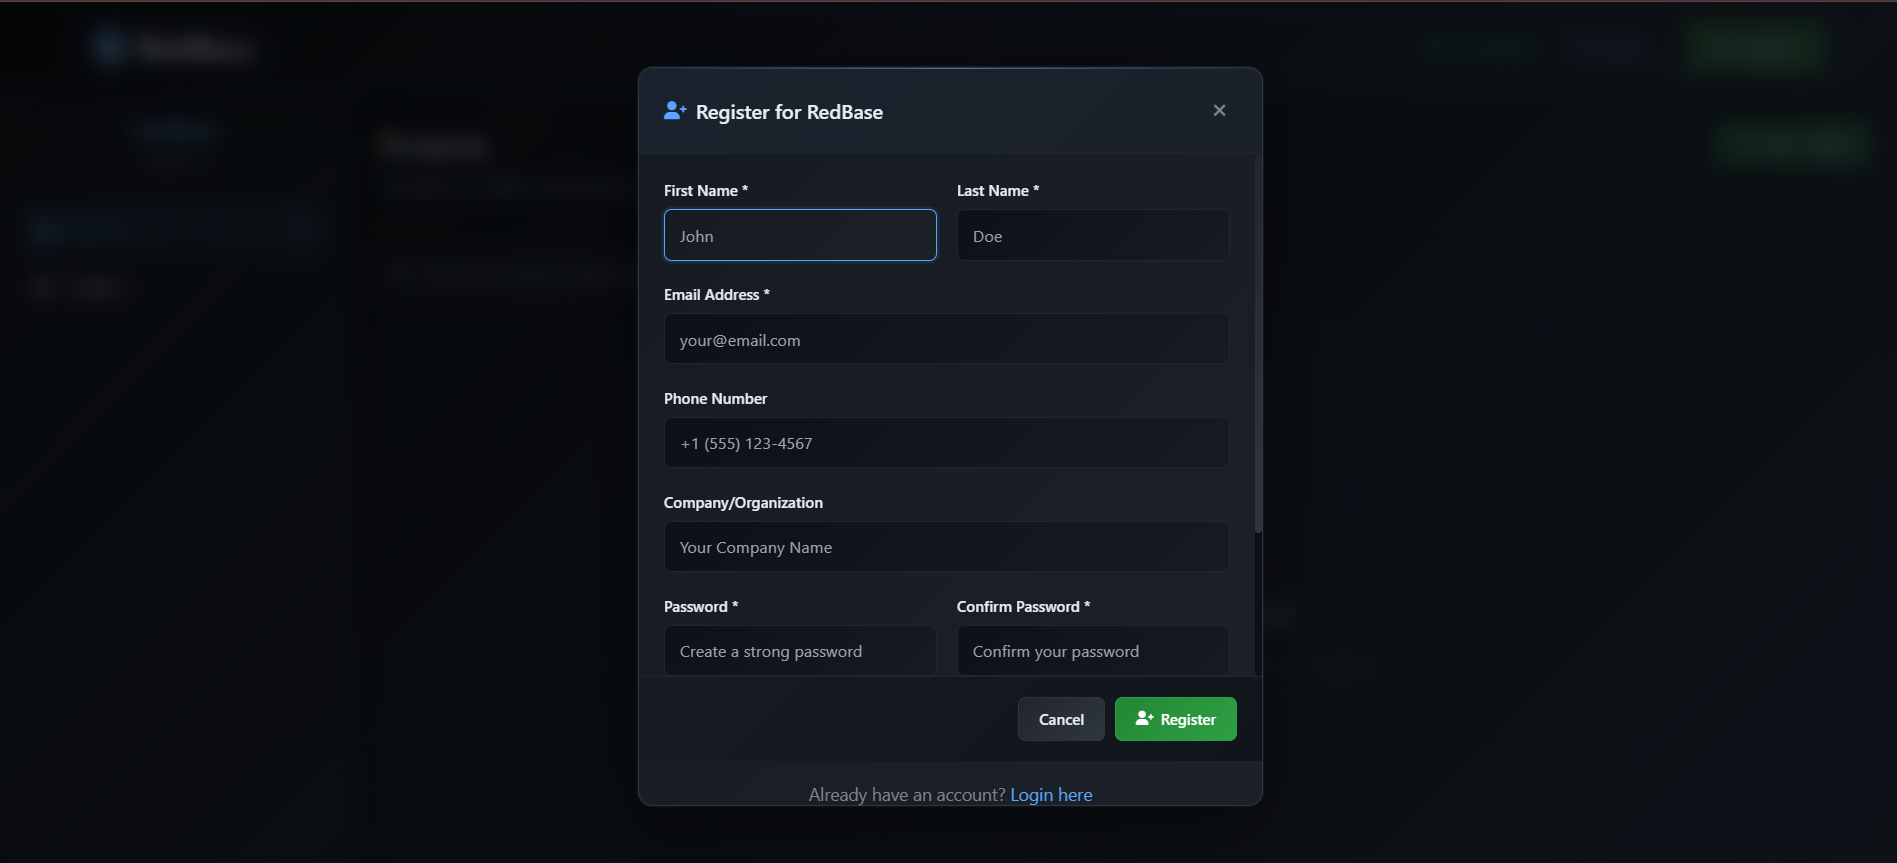 Register for RedBase
First Name * Last Name *
John Doe
Email Address *
your@email.com
Phone Number
+1 (555) 123-4567
Company/Organization
Your Company Name
Password * Confirm Password *
Create a strong password Confirm your password
Cancel Register
Already have an account? Login here